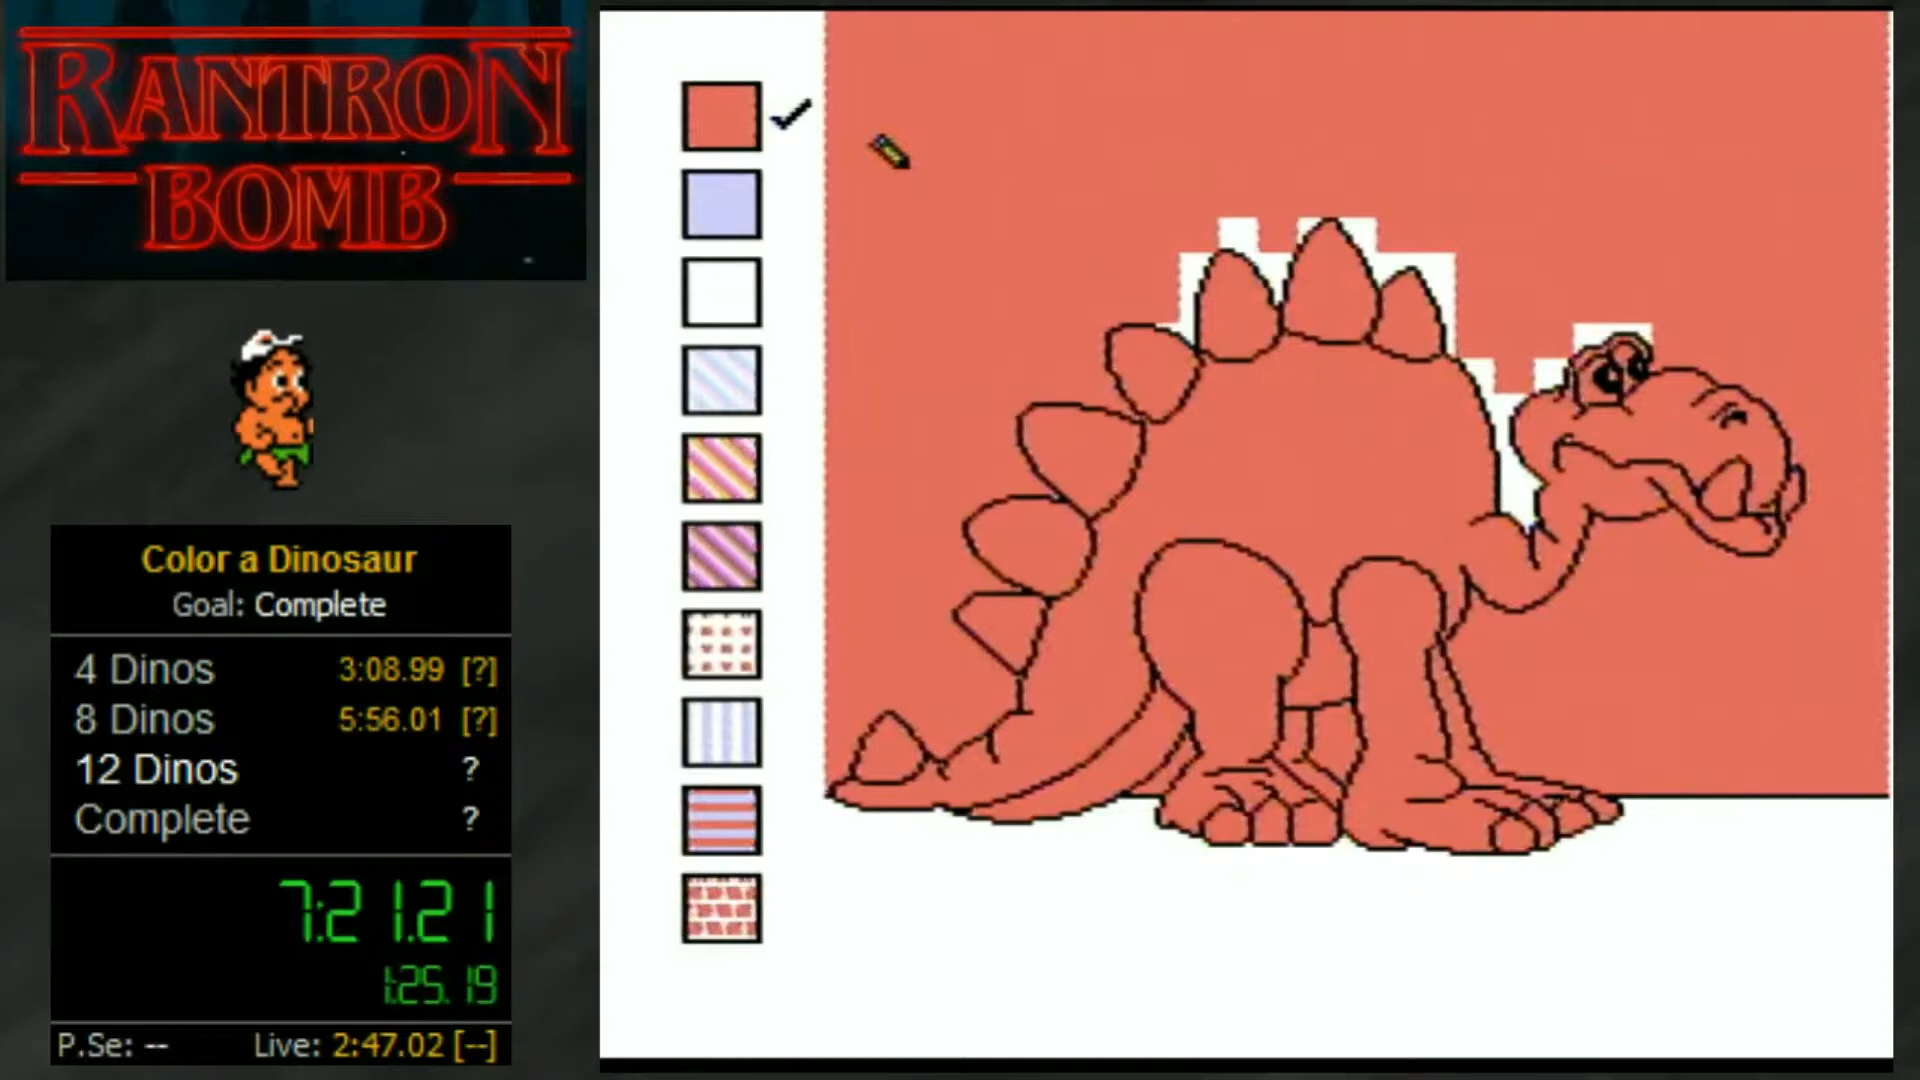 RANTRON
BOMB
Color a Dinosaur
Goal: Complete
4 Dinos 3:08.99 [?]
8 Dinos 5:56.01 [?]
12 Dinos ?
Complete ?
7:21.21
1:25.19
P.Se: -- Live: 2:47.02 [--]